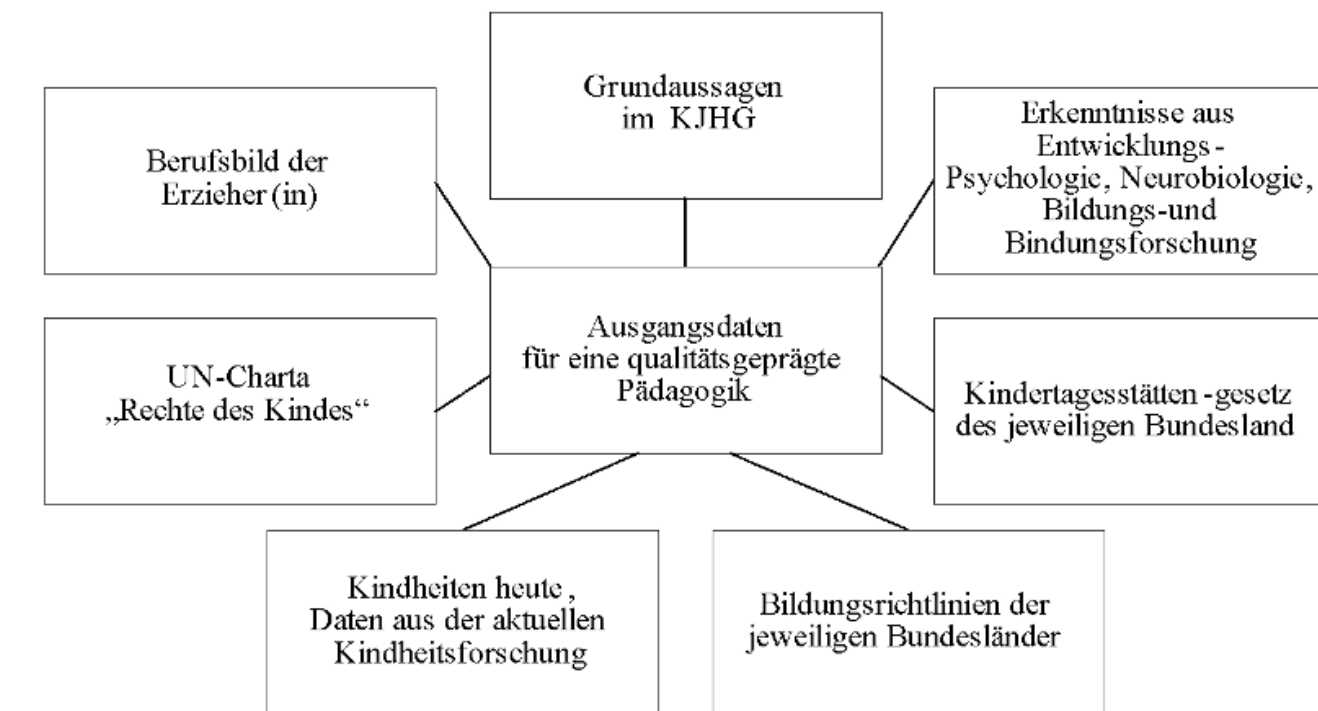 Grundaussagen
im KJHG
Berufsbild der
Erzieher (in)
Erkenntnisse aus
Entwicklungs -
Psychologie, Neurobiologie,
Bildungs-und
Bindungsforschung
Ausgangsdaten
für eine qualitätsgeprägte
Pädagogik
UN-Charta
„Rechte des Kindes“
Kindertagesstätten -gesetz
des jeweiligen Bundesland
Kindheiten heute ,
Daten aus der aktuellen
Kindheitsforschung
Bildungsrichtlinien der
jeweiligen Bundesländer